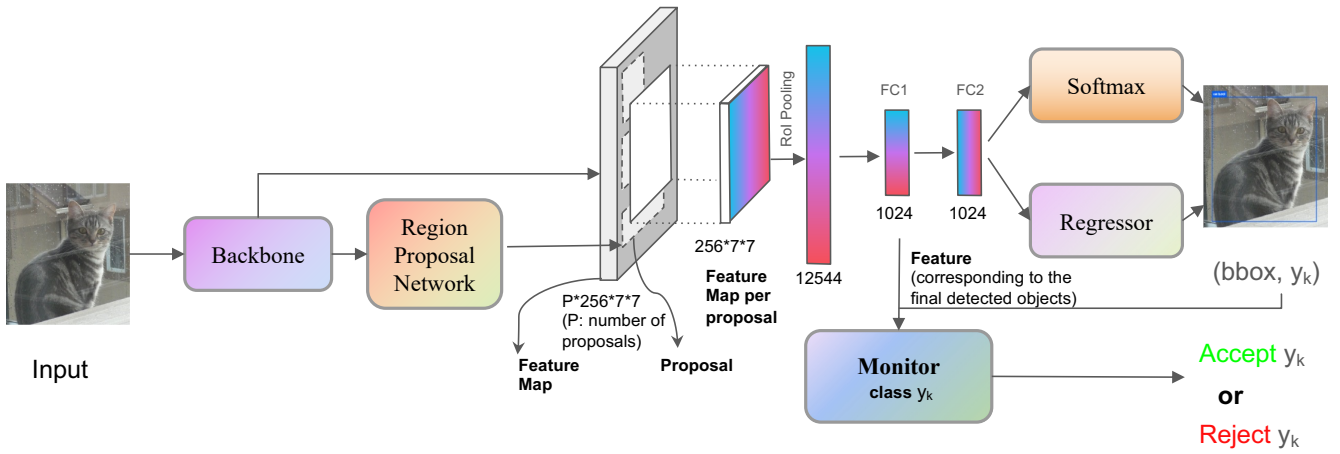 Input
Backbone
Region
Proposal
Network
P*256*7*7
(P: number of
proposals)
Feature
Map
Proposal
256*7*7
Feature
Map per
proposal
RoI Pooling
12544
FC1
1024
FC2
1024
Softmax
Regressor
(bbox, yₖ)
Feature
(corresponding to the
final detected objects)
Monitor
class yₖ
Accept yₖ
or
Reject yₖ